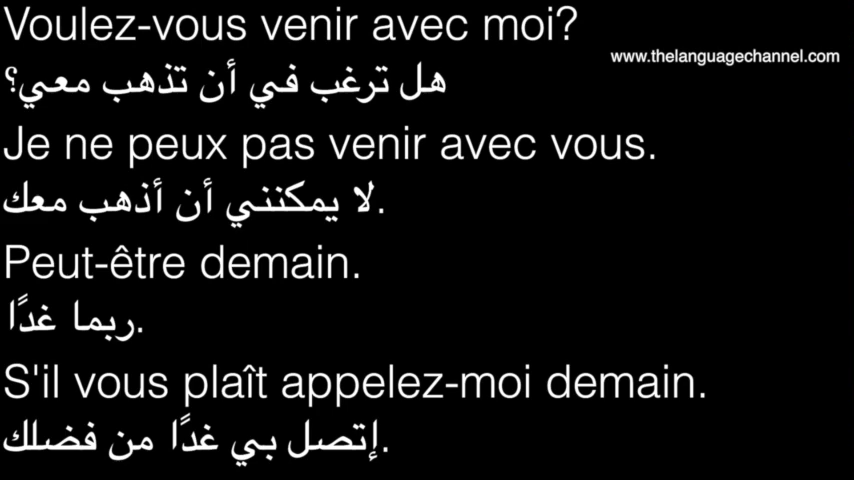 Voulez-vous venir avec moi?
www.thelanguagechannel.com
هل ترغب في أن تذهب معي؟
Je ne peux pas venir avec vous.
لا يمكنني أن أذهب معك.
Peut-être demain.
ربما غدًا.
S'il vous plaît appelez-moi demain.
إتصل بي غدًا من فضلك.